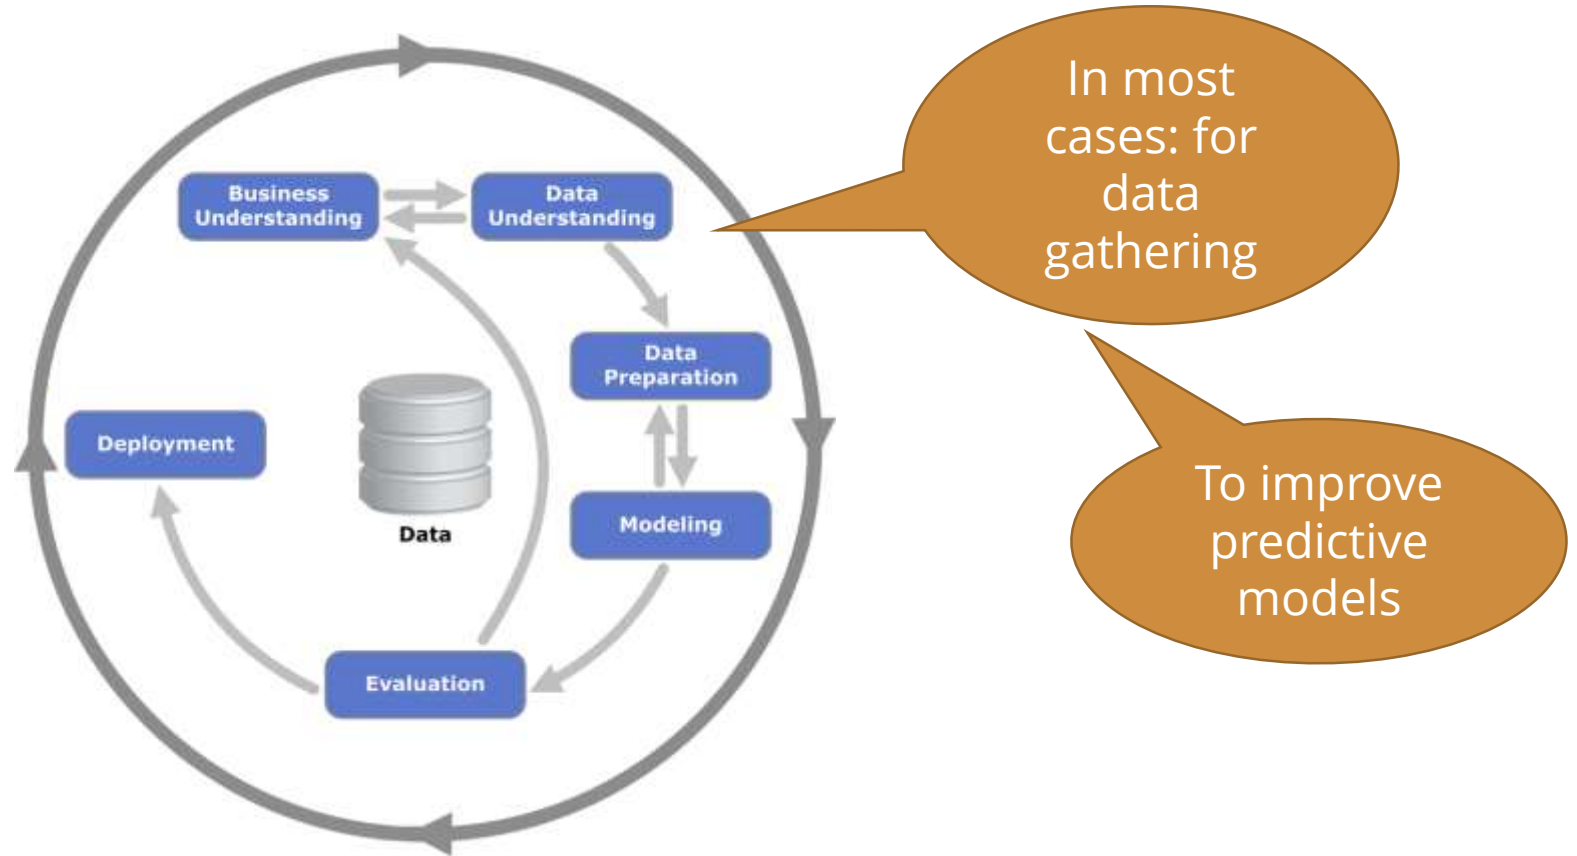 Business
Understanding
Data
Understanding
Data
Preparation
Modeling
Evaluation
Deployment
Data
In most
cases: for
data
gathering
To improve
predictive
models